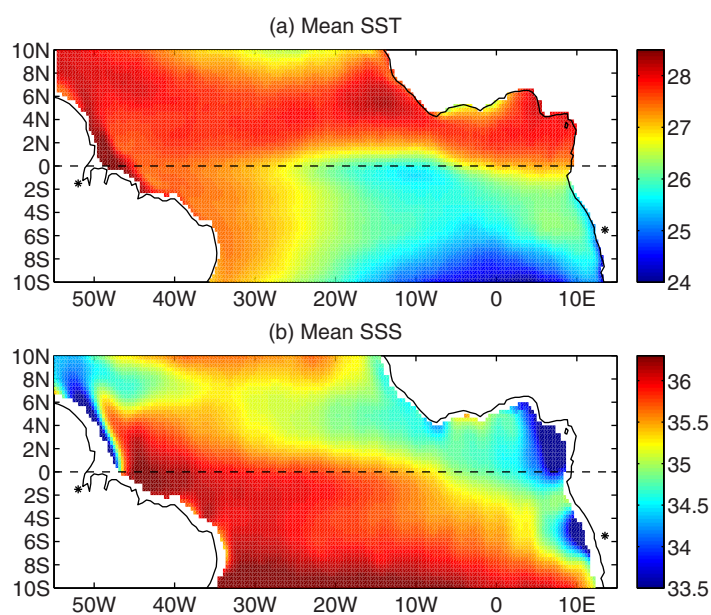 (a) Mean SST
10N
8N
6N
4N
2N
0
2S
4S
6S
8S
10S
50W 40W 30W 20W 10W 0 10E
28
27
26
25
24
(b) Mean SSS
10N
8N
6N
4N
2N
0
2S
4S
6S
8S
10S
50W 40W 30W 20W 10W 0 10E
36
35.5
35
34.5
34
33.5